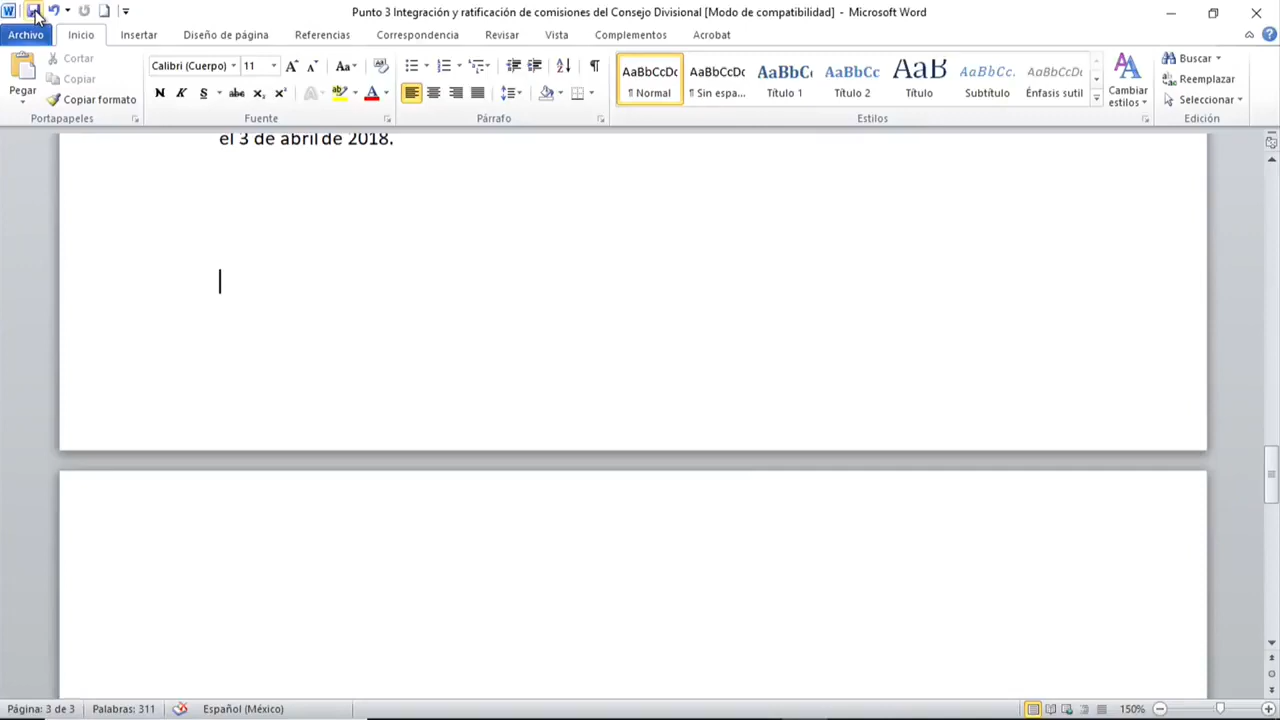 Punto 3 Integración y ratificación de comisiones del Consejo Divisional [Modo de compatibilidad] - Microsoft Word
Archivo Inicio Insertar Diseño de página Referencias Correspondencia Revisar Vista Complementos Acrobat
Pegar
Cortar
Copiar
Copiar formato
Portapapeles
Calibri (Cuerpo) 11
Fuente
Párrafo
AaBbCcDc AaBbCcDc AaBbC AaBbCc AaB AaBbCc. AaBbCcDc
¶ Normal ¶ Sin espa... Título 1 Título 2 Título Subtítulo Énfasis sutil
Cambiar estilos
Estilos
Buscar
Reemplazar
Seleccionar
Edición
el 3 de abril de 2018.
Página: 3 de 3 Palabras: 311 Español (México) 150%